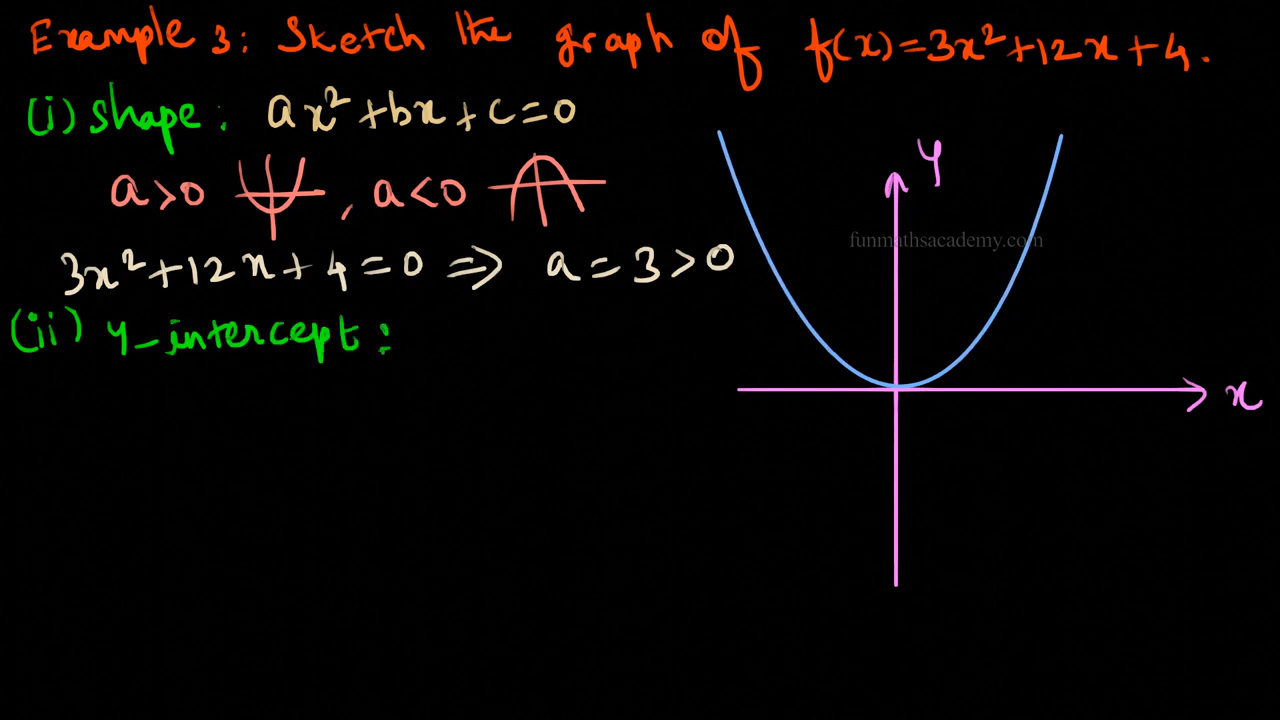 Example 3: Sketch the graph of f(x)=3x²+12x+4.
(i) shape: ax²+bx+c=0
a>0 , a<0
3x²+12x+4=0 ⇒ a=3>0
(ii) y-intercept:
y
funmathsacademy.com
x